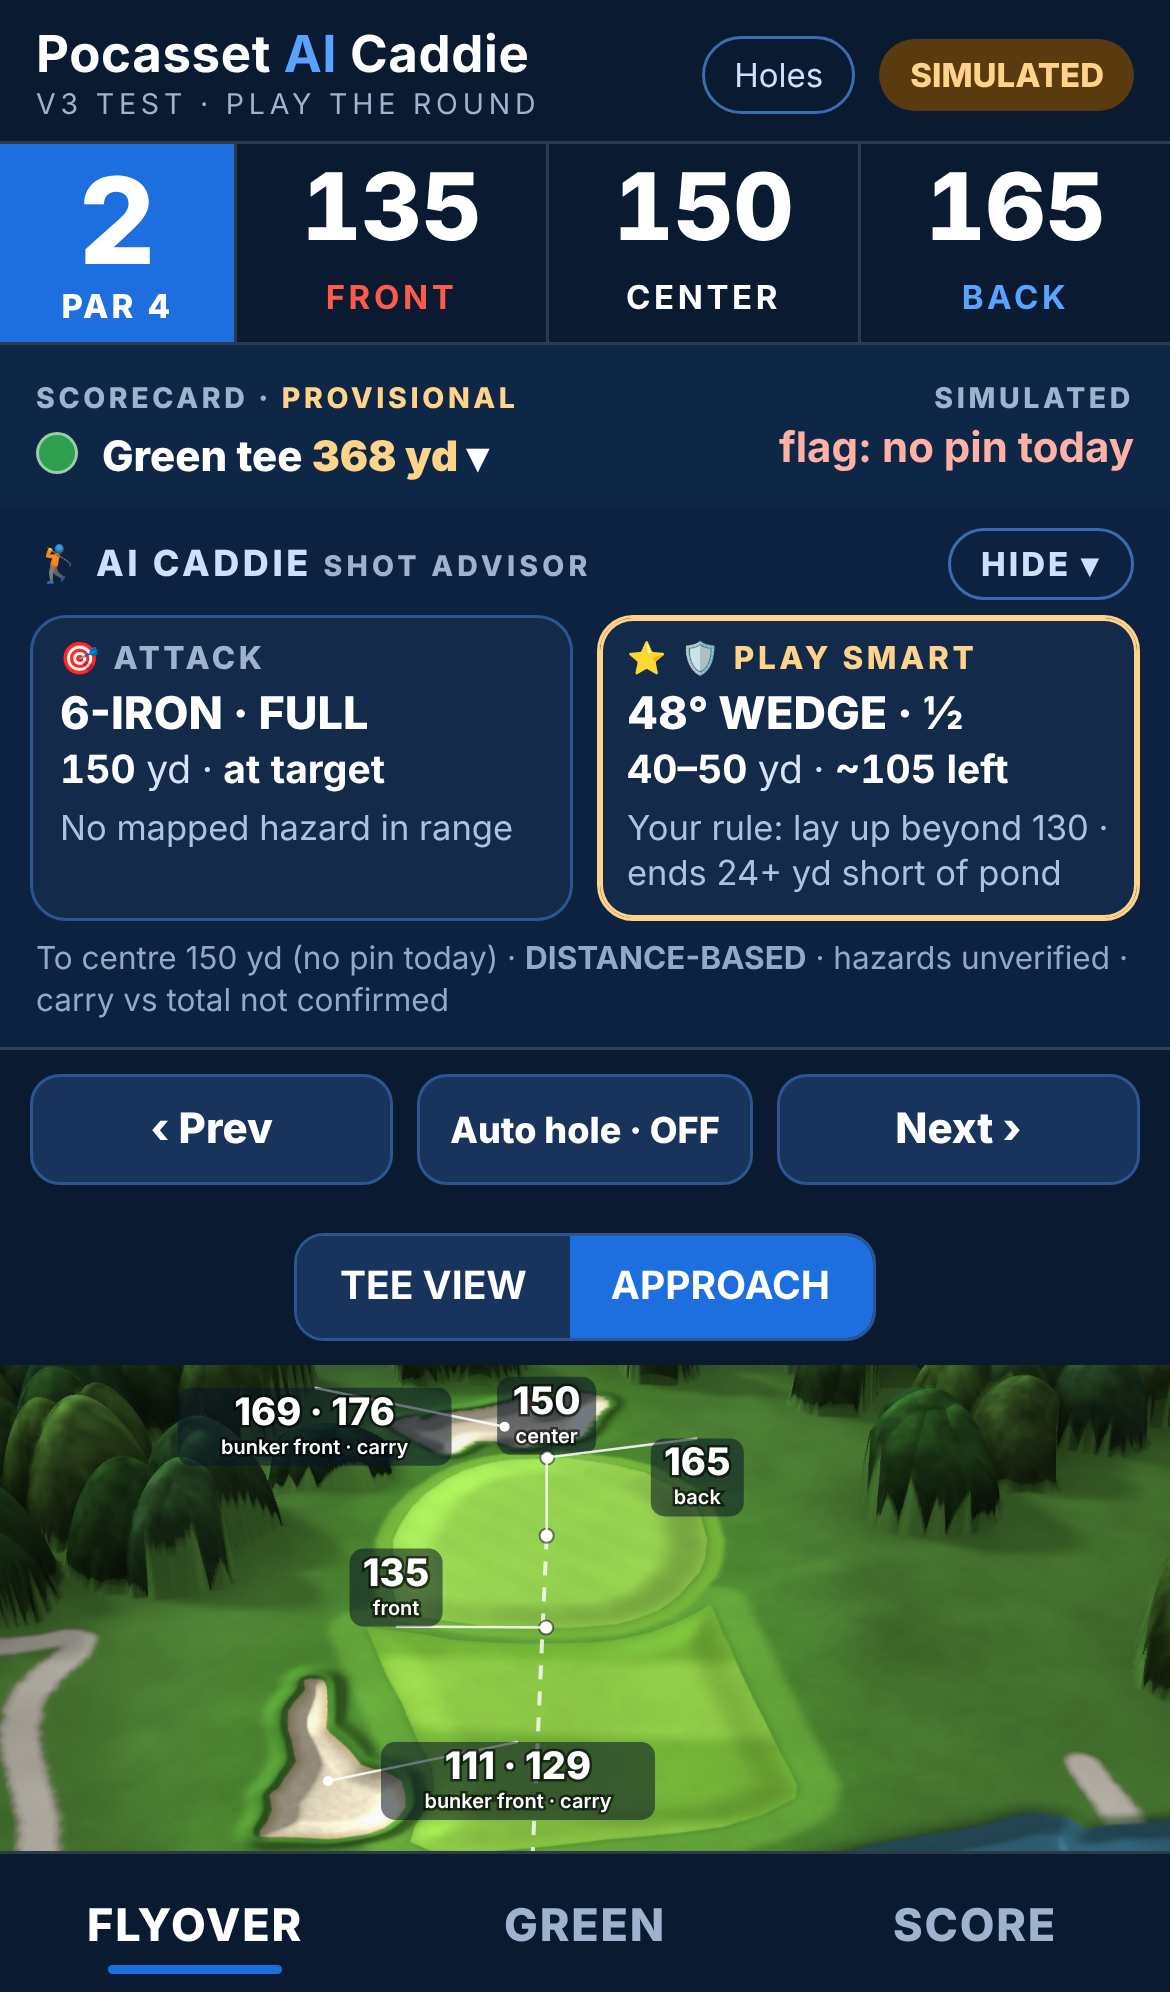 Pocasset AI Caddie
V3 TEST · PLAY THE ROUND
Holes
SIMULATED
2
PAR 4
135
FRONT
150
CENTER
165
BACK
SCORECARD · PROVISIONAL
Green tee 368 yd ▾
SIMULATED
flag: no pin today
AI CADDIE SHOT ADVISOR
HIDE ▾
🎯 ATTACK
6-IRON · FULL
150 yd · at target
No mapped hazard in range
⭐ 🛡️ PLAY SMART
48° WEDGE · ½
40–50 yd · ~105 left
Your rule: lay up beyond 130 ·
ends 24+ yd short of pond
To centre 150 yd (no pin today) · DISTANCE-BASED · hazards unverified ·
carry vs total not confirmed
‹ Prev
Auto hole · OFF
Next ›
TEE VIEW
APPROACH
169 · 176
bunker front · carry
150
center
165
back
135
front
111 · 129
bunker front · carry
FLYOVER
GREEN
SCORE